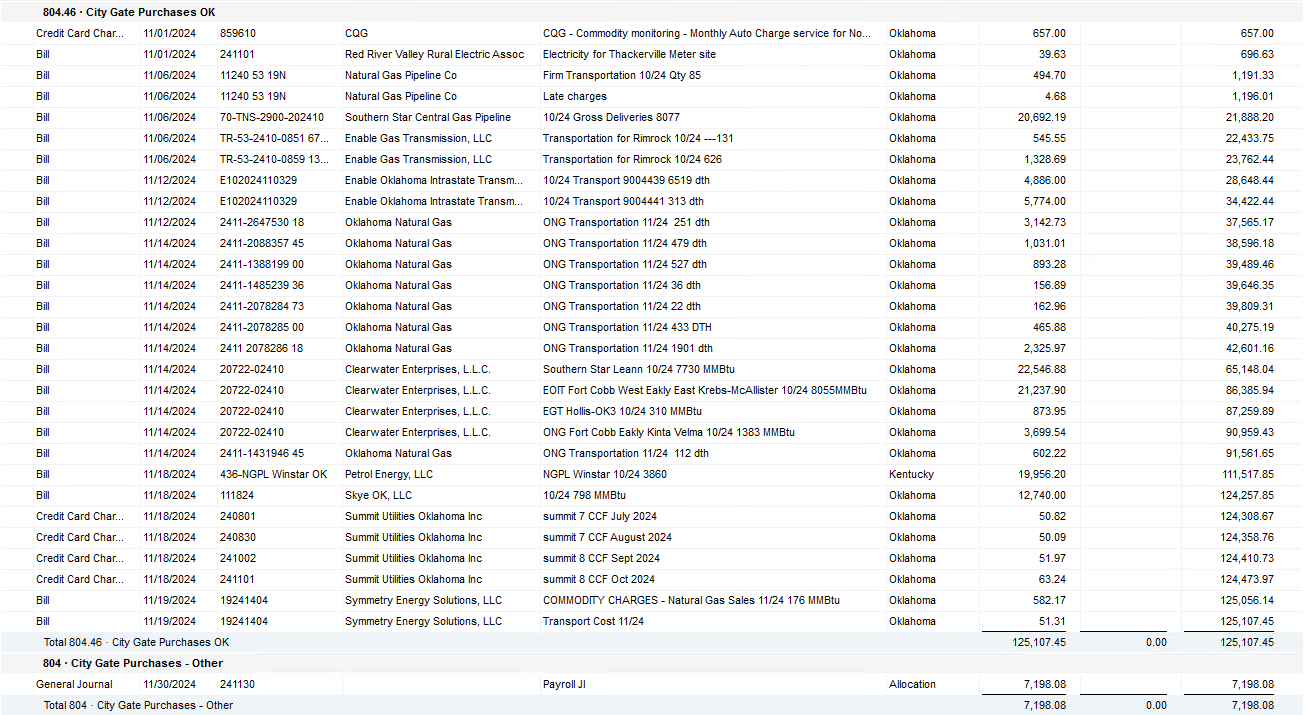 804.46 · City Gate Purchases OK
Credit Card Char... 11/01/2024 859610 CQG CQG - Commodity monitoring - Monthly Auto Charge service for No... Oklahoma 657.00 657.00
Bill 11/01/2024 241101 Red River Valley Rural Electric Assoc Electricity for Thackerville Meter site Oklahoma 39.63 696.63
Bill 11/06/2024 11240 53 19N Natural Gas Pipeline Co Firm Transportation 10/24 Qty 85 Oklahoma 494.70 1,191.33
Bill 11/06/2024 11240 53 19N Natural Gas Pipeline Co Late charges Oklahoma 4.68 1,196.01
Bill 11/06/2024 70-TNS-2900-202410 Southern Star Central Gas Pipeline 10/24 Gross Deliveries 8077 Oklahoma 20,692.19 21,888.20
Bill 11/06/2024 TR-53-2410-0851 67... Enable Gas Transmission, LLC Transportation for Rimrock 10/24 ---131 Oklahoma 545.55 22,433.75
Bill 11/06/2024 TR-53-2410-0859 13... Enable Gas Transmission, LLC Transportation for Rimrock 10/24 626 Oklahoma 1,328.69 23,762.44
Bill 11/12/2024 E102024110329 Enable Oklahoma Intrastate Transm... 10/24 Transport 9004439 6519 dth Oklahoma 4,886.00 28,648.44
Bill 11/12/2024 E102024110329 Enable Oklahoma Intrastate Transm... 10/24 Transport 9004441 313 dth Oklahoma 5,774.00 34,422.44
Bill 11/12/2024 2411-2647530 18 Oklahoma Natural Gas ONG Transportation 11/24 251 dth Oklahoma 3,142.73 37,565.17
Bill 11/14/2024 2411-2088357 45 Oklahoma Natural Gas ONG Transportation 11/24 479 dth Oklahoma 1,031.01 38,596.18
Bill 11/14/2024 2411-1388199 00 Oklahoma Natural Gas ONG Transportation 11/24 527 dth Oklahoma 893.28 39,489.46
Bill 11/14/2024 2411-1485239 36 Oklahoma Natural Gas ONG Transportation 11/24 36 dth Oklahoma 156.89 39,646.35
Bill 11/14/2024 2411-2078284 73 Oklahoma Natural Gas ONG Transportation 11/24 22 dth Oklahoma 162.96 39,809.31
Bill 11/14/2024 2411-2078285 00 Oklahoma Natural Gas ONG Transportation 11/24 433 DTH Oklahoma 465.88 40,275.19
Bill 11/14/2024 2411 2078286 18 Oklahoma Natural Gas ONG Transportation 11/24 1901 dth Oklahoma 2,325.97 42,601.16
Bill 11/14/2024 20722-02410 Clearwater Enterprises, L.L.C. Southern Star Leann 10/24 7730 MMBtu Oklahoma 22,546.88 65,148.04
Bill 11/14/2024 20722-02410 Clearwater Enterprises, L.L.C. EOIT Fort Cobb West Eakly East Krebs-McAllister 10/24 8055MMBtu Oklahoma 21,237.90 86,385.94
Bill 11/14/2024 20722-02410 Clearwater Enterprises, L.L.C. EGT Hollis-OK3 10/24 310 MMBtu Oklahoma 873.95 87,259.89
Bill 11/14/2024 20722-02410 Clearwater Enterprises, L.L.C. ONG Fort Cobb Eakly Kinta Velma 10/24 1383 MMBtu Oklahoma 3,699.54 90,959.43
Bill 11/14/2024 2411-1431946 45 Oklahoma Natural Gas ONG Transportation 11/24 112 dth Oklahoma 602.22 91,561.65
Bill 11/18/2024 436-NGPL Winstar OK Petrol Energy, LLC NGPL Winstar 10/24 3860 Kentucky 19,956.20 111,517.85
Bill 11/18/2024 111824 Skye OK, LLC 10/24 798 MMBtu Oklahoma 12,740.00 124,257.85
Credit Card Char... 11/18/2024 240801 Summit Utilities Oklahoma Inc summit 7 CCF July 2024 Oklahoma 50.82 124,308.67
Credit Card Char... 11/18/2024 240830 Summit Utilities Oklahoma Inc summit 7 CCF August 2024 Oklahoma 50.09 124,358.76
Credit Card Char... 11/18/2024 241002 Summit Utilities Oklahoma Inc summit 8 CCF Sept 2024 Oklahoma 51.97 124,410.73
Credit Card Char... 11/18/2024 241101 Summit Utilities Oklahoma Inc summit 8 CCF Oct 2024 Oklahoma 63.24 124,473.97
Bill 11/19/2024 19241404 Symmetry Energy Solutions, LLC COMMODITY CHARGES - Natural Gas Sales 11/24 176 MMBtu Oklahoma 582.17 125,056.14
Bill 11/19/2024 19241404 Symmetry Energy Solutions, LLC Transport Cost 11/24 Oklahoma 51.31 125,107.45
Total 804.46 · City Gate Purchases OK 125,107.45 0.00 125,107.45
804 · City Gate Purchases - Other
General Journal 11/30/2024 241130 Payroll JI Allocation 7,198.08 7,198.08
Total 804 · City Gate Purchases - Other 7,198.08 0.00 7,198.08